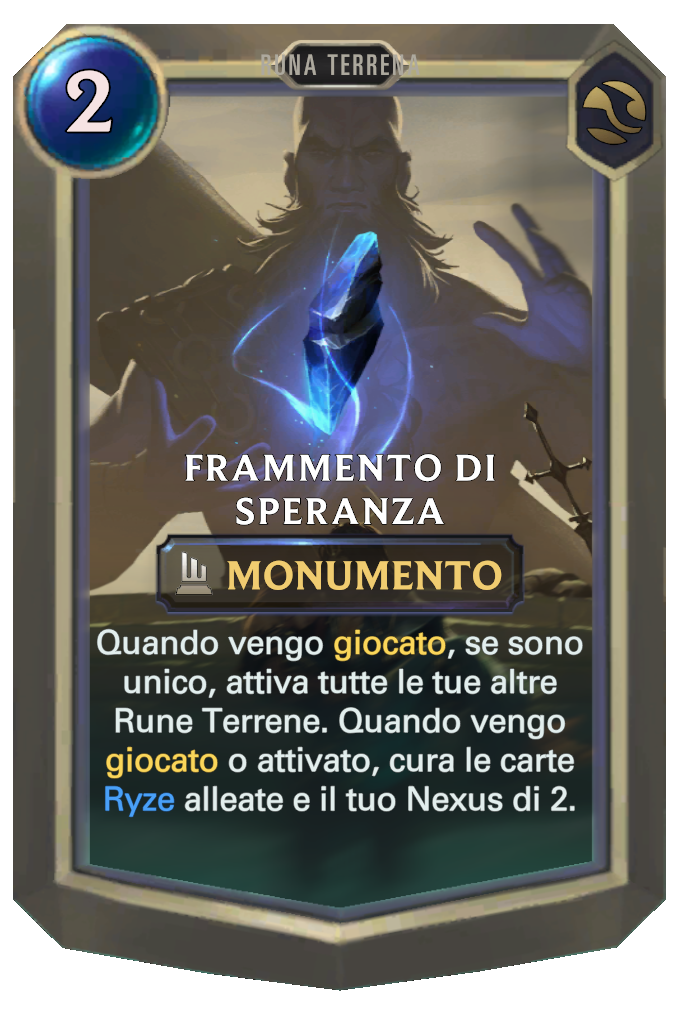 2
RUNA TERRENA
FRAMMENTO DI
SPERANZA
MONUMENTO
Quando vengo giocato, se sono
unico, attiva tutte le tue altre
Rune Terrene. Quando vengo
giocato o attivato, cura le carte
Ryze alleate e il tuo Nexus di 2.